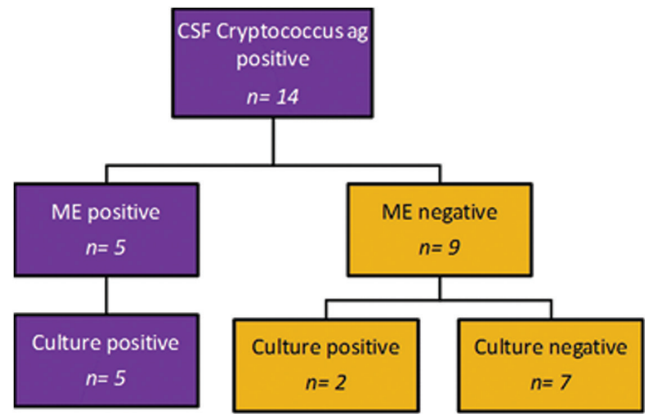 CSF Cryptococcus ag
positive
n= 14
ME positive
n= 5
ME negative
n= 9
Culture positive
n= 5
Culture positive
n= 2
Culture negative
n= 7